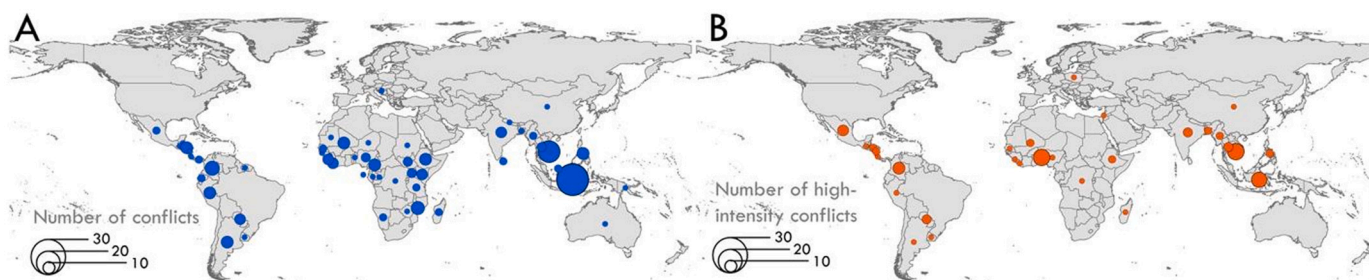 A
Number of conflicts
30
20
10
B
Number of high-
intensity conflicts
30
20
10